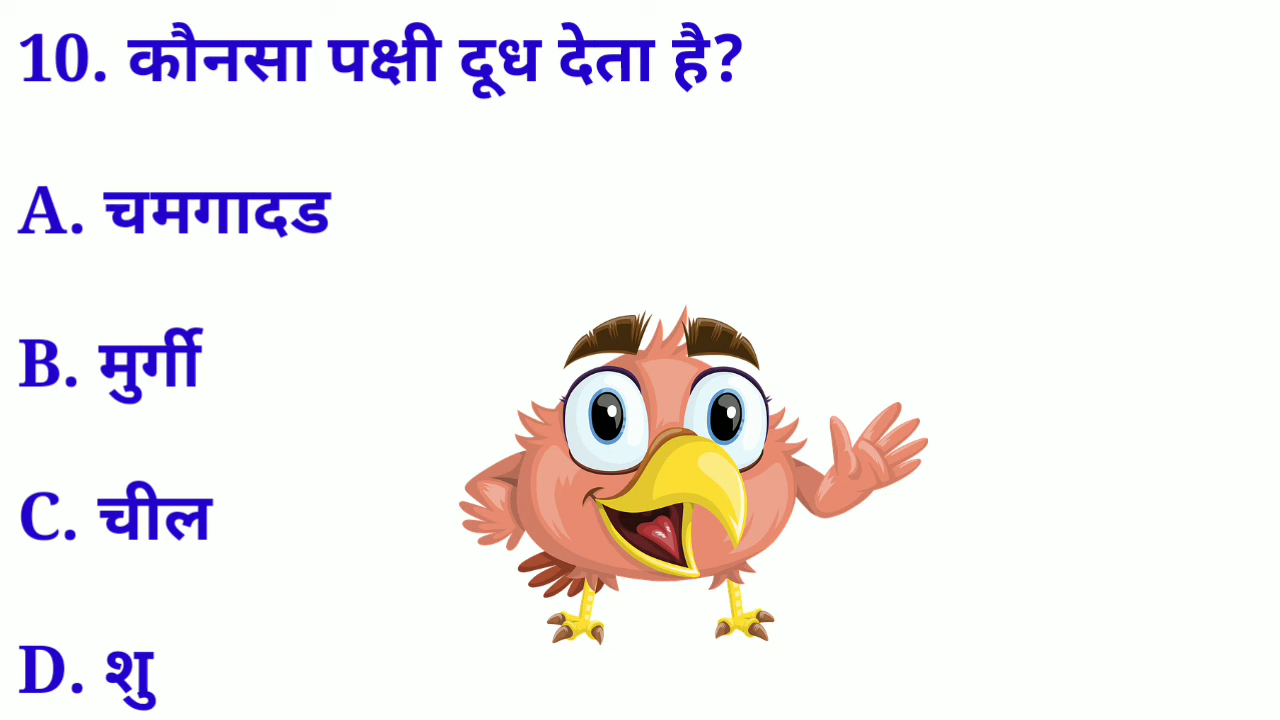 10. कौनसा पक्षी दूध देता है?
A. चमगादड
B. मुर्गी
C. चील
D. शु